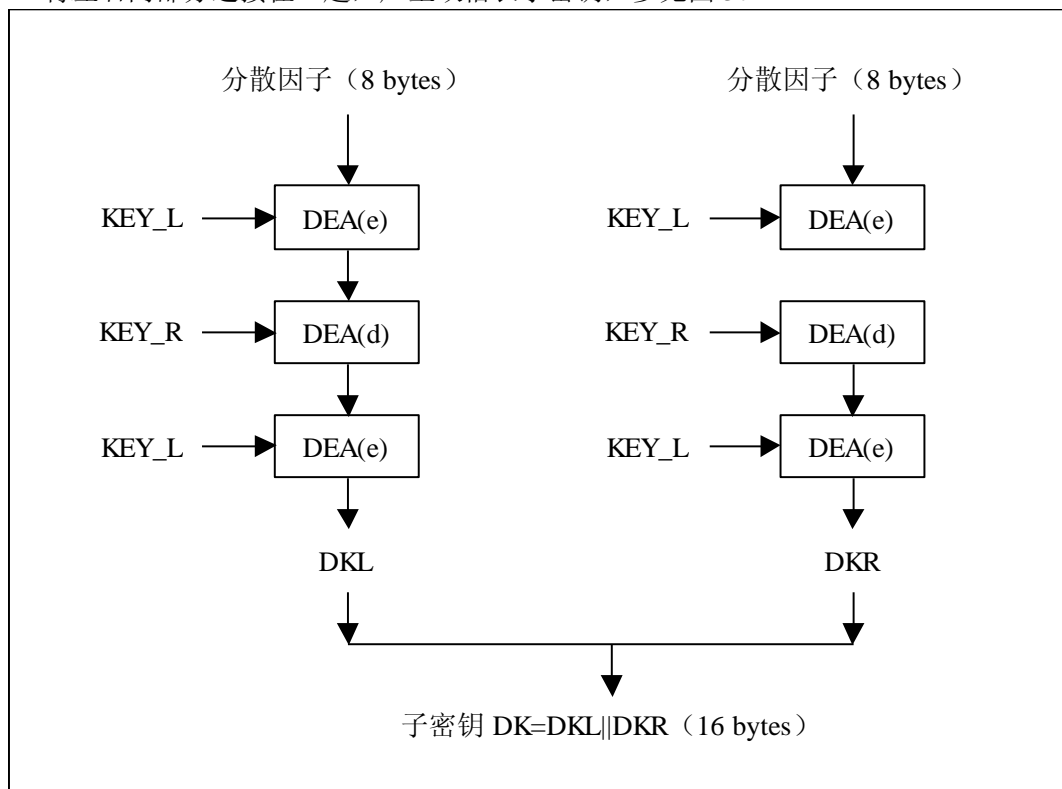 分散因子（8 bytes） 分散因子（8 bytes）
KEY_L DEA(e) KEY_L DEA(e)
KEY_R DEA(d) KEY_R DEA(d)
KEY_L DEA(e) KEY_L DEA(e)
DKL DKR
子密钥 DK=DKL||DKR（16 bytes）